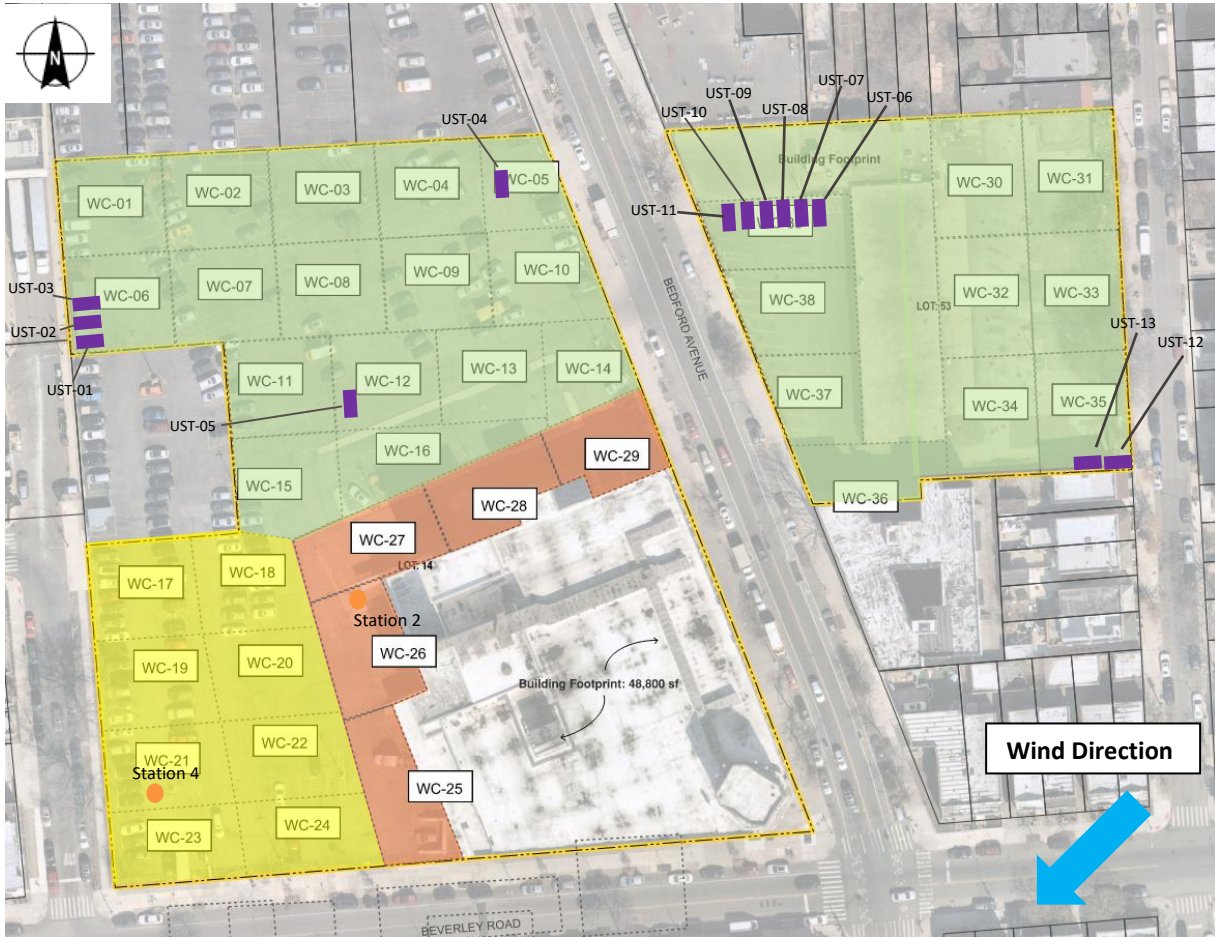 N
UST-04
UST-10
UST-09
UST-08
UST-07
UST-06
Building Footprint
WC-01
WC-02
WC-03
WC-04
WC-05
WC-30
WC-31
UST-11
UST-03
WC-06
WC-07
WC-08
WC-09
WC-10
UST-02
UST-01
BEDFORD AVENUE
WC-38
LOT: 53
WC-32
WC-33
UST-13
UST-12
WC-11
WC-12
WC-13
WC-14
UST-05
WC-37
WC-34
WC-35
WC-15
WC-16
WC-29
WC-36
WC-28
WC-27
LOT: 14
WC-17
WC-18
Station 2
WC-19
WC-20
WC-26
Building Footprint: 48,800 sf
WC-21
Station 4
WC-22
WC-25
Wind Direction
WC-23
WC-24
BEVERLEY ROAD